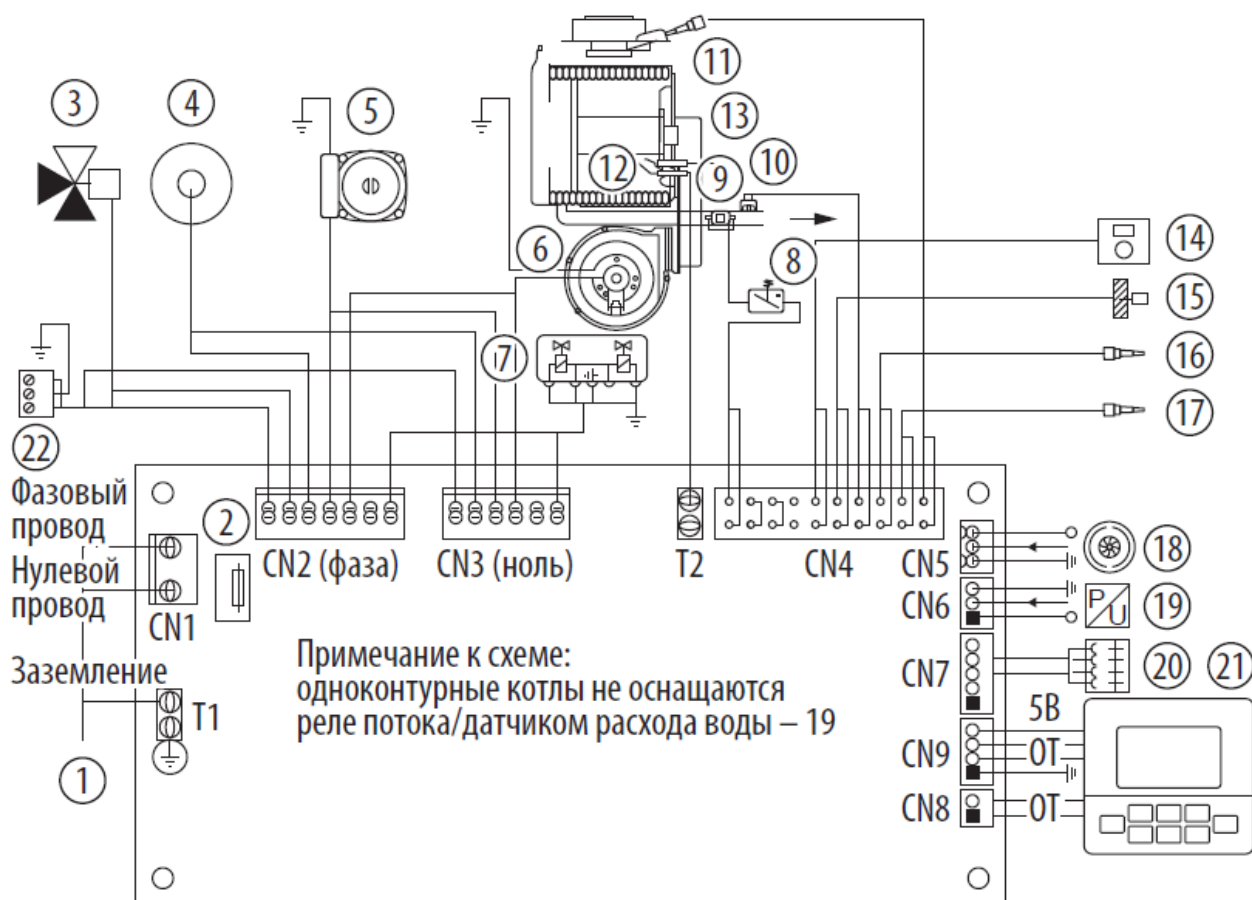 11
3
4
5
13
10
12
9
14
6
8
15
7
16
17
22
Фазовый
провод
2
Нулевой
провод
CN2 (фаза)
CN3 (ноль)
T2
CN4
CN5
18
CN1
CN6
P/U
19
Заземление
T1
Примечание к схеме:
одноконтурные котлы не оснащаются
реле потока/датчиком расхода воды – 19
CN7
20
21
5В
1
CN9
ОТ
CN8
ОТ